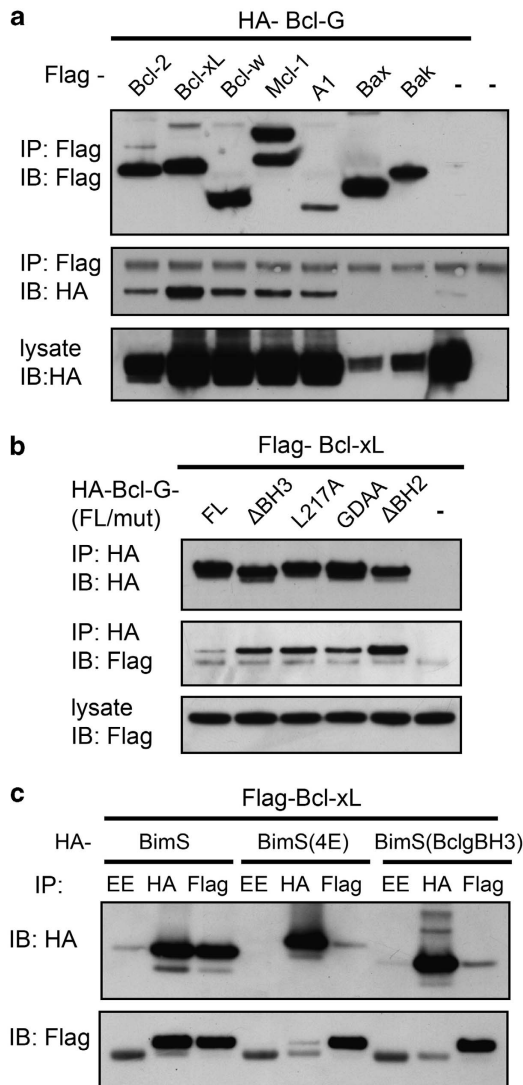 a
HA- Bcl-G
Flag - Bcl-2 Bcl-xL Bcl-w Mcl-1 A1 Bax Bak - -
IP: Flag
IB: Flag
IP: Flag
IB: HA
lysate
IB:HA
b
Flag- Bcl-xL
HA-Bcl-G-
(FL/mut)
FL ΔBH3 L217A GDAA ΔBH2 -
IP: HA
IB: HA
IP: HA
IB: Flag
lysate
IB: Flag
c
Flag-Bcl-xL
HA- BimS BimS(4E) BimS(BclgBH3)
IP: EE HA Flag EE HA Flag EE HA Flag
IB: HA
IB: Flag